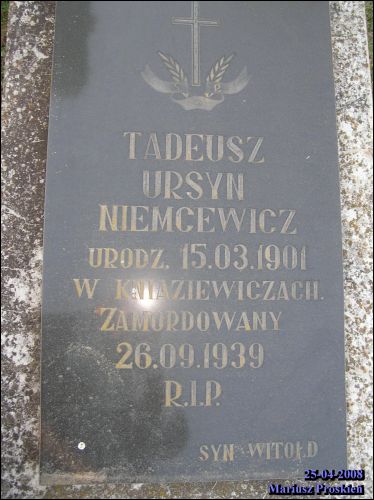 Ś P
TADEUSZ
URSYN
NIEMCEWICZ
URODZ. 15.03.1901
W KNIAZIEWICZACH.
ZAMORDOWANY
26.09.1939
R.I.P.
SYN WITOLD
25-04-2008
Mariusz Proskień